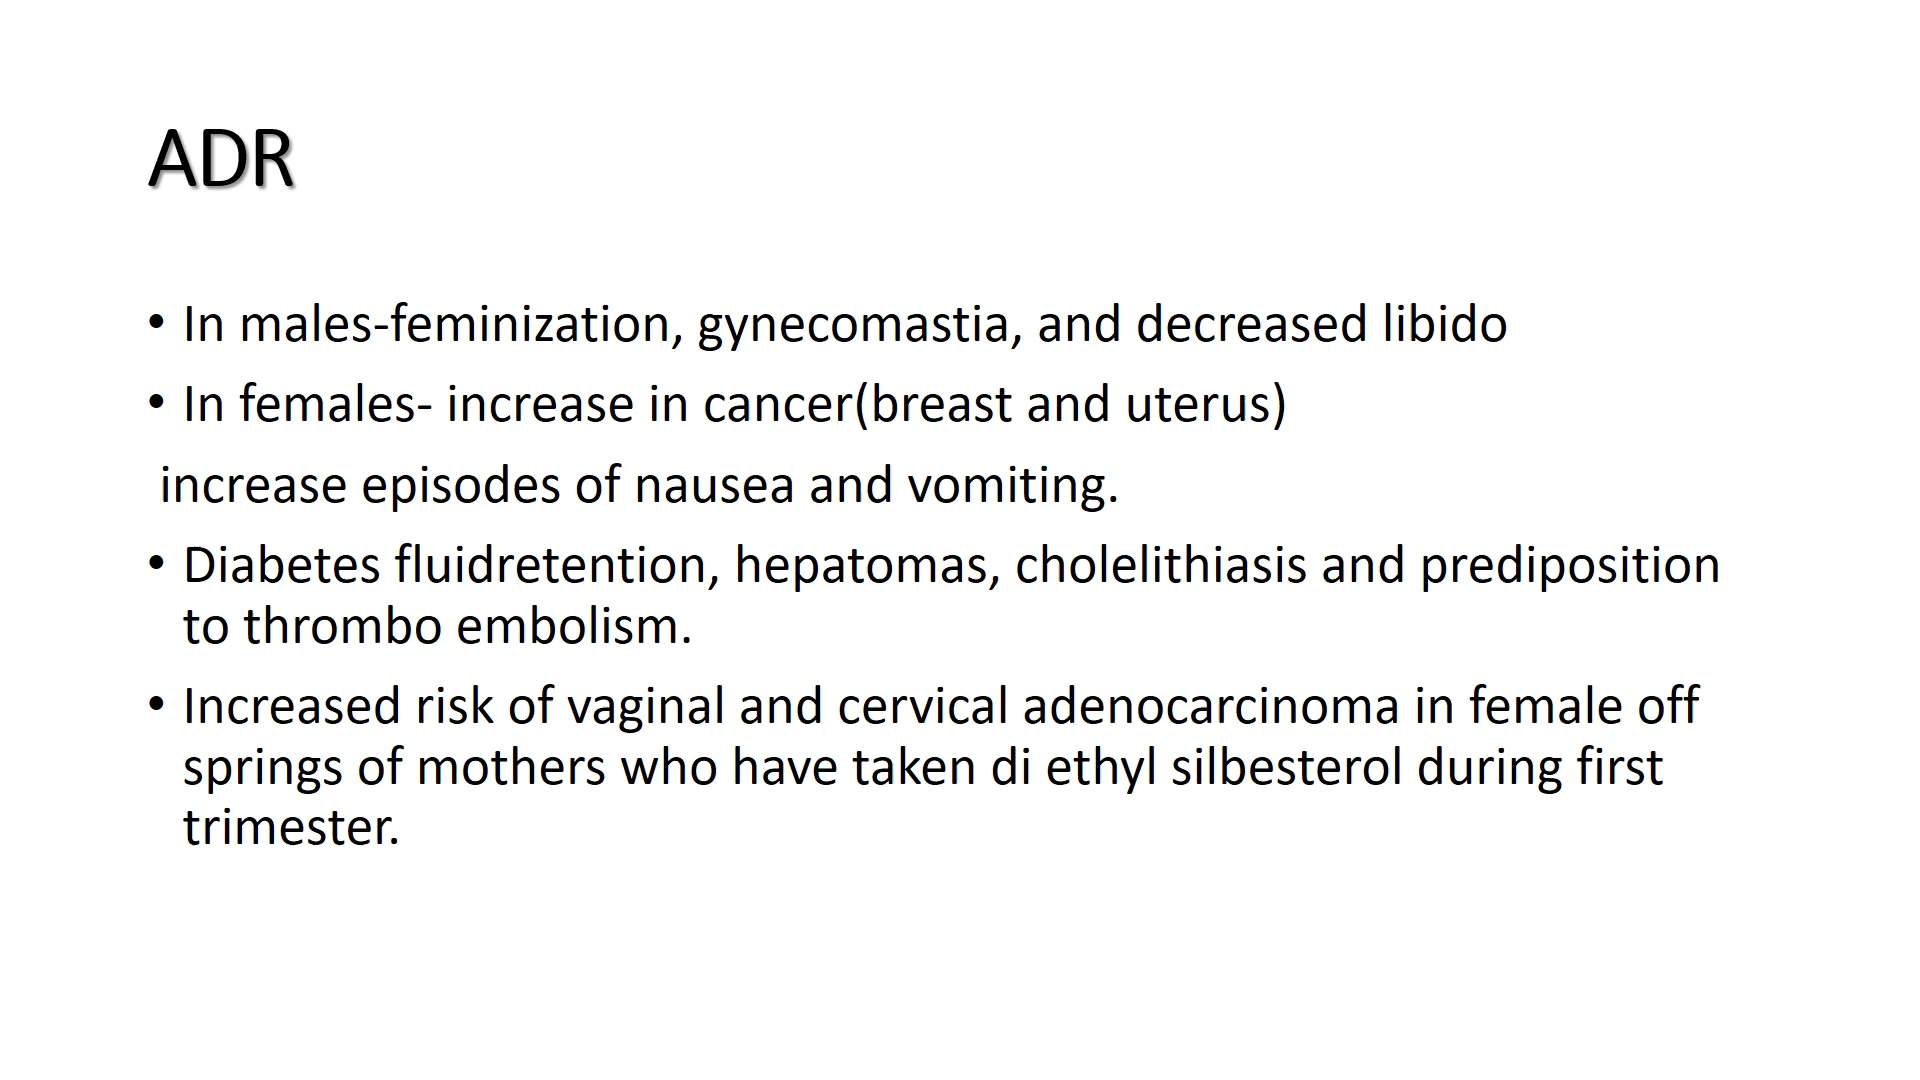 ADR
• In males-feminization, gynecomastia, and decreased libido
• In females- increase in cancer(breast and uterus)
increase episodes of nausea and vomiting.
• Diabetes fluidretention, hepatomas, cholelithiasis and prediposition
to thrombo embolism.
• Increased risk of vaginal and cervical adenocarcinoma in female off
springs of mothers who have taken di ethyl silbesterol during first
trimester.